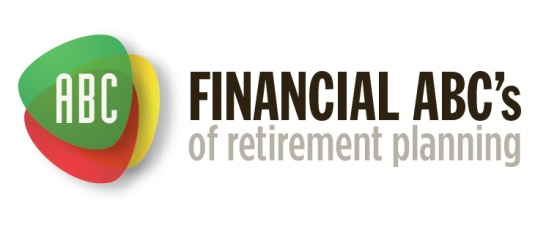 ABC
FINANCIAL ABC's
of retirement planning